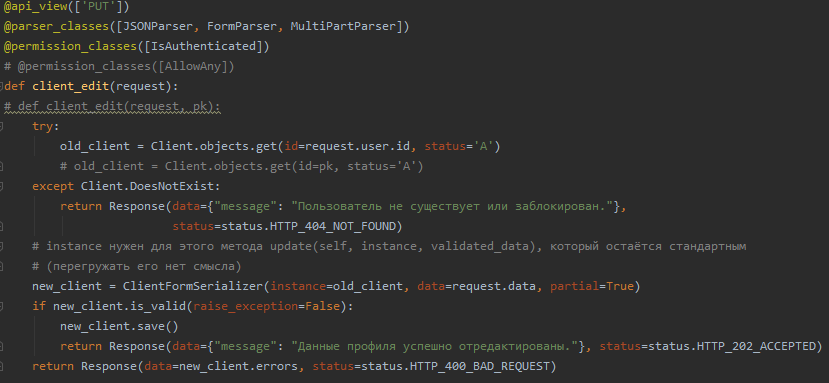 @api_view(['PUT'])
@parser_classes([JSONParser, FormParser, MultiPartParser])
@permission_classes([IsAuthenticated])
# @permission_classes([AllowAny])
def client_edit(request):
# def client_edit(request, pk):
    try:
        old_client = Client.objects.get(id=request.user.id, status='A')
        # old_client = Client.objects.get(id=pk, status='A')
    except Client.DoesNotExist:
        return Response(data={"message": "Пользователь не существует или заблокирован."},
                        status=status.HTTP_404_NOT_FOUND)
    # instance нужен для этого метода update(self, instance, validated_data), который остаётся стандартным
    # (перегружать его нет смысла)
    new_client = ClientFormSerializer(instance=old_client, data=request.data, partial=True)
    if new_client.is_valid(raise_exception=False):
        new_client.save()
        return Response(data={"message": "Данные профиля успешно отредактированы."}, status=status.HTTP_202_ACCEPTED)
    return Response(data=new_client.errors, status=status.HTTP_400_BAD_REQUEST)